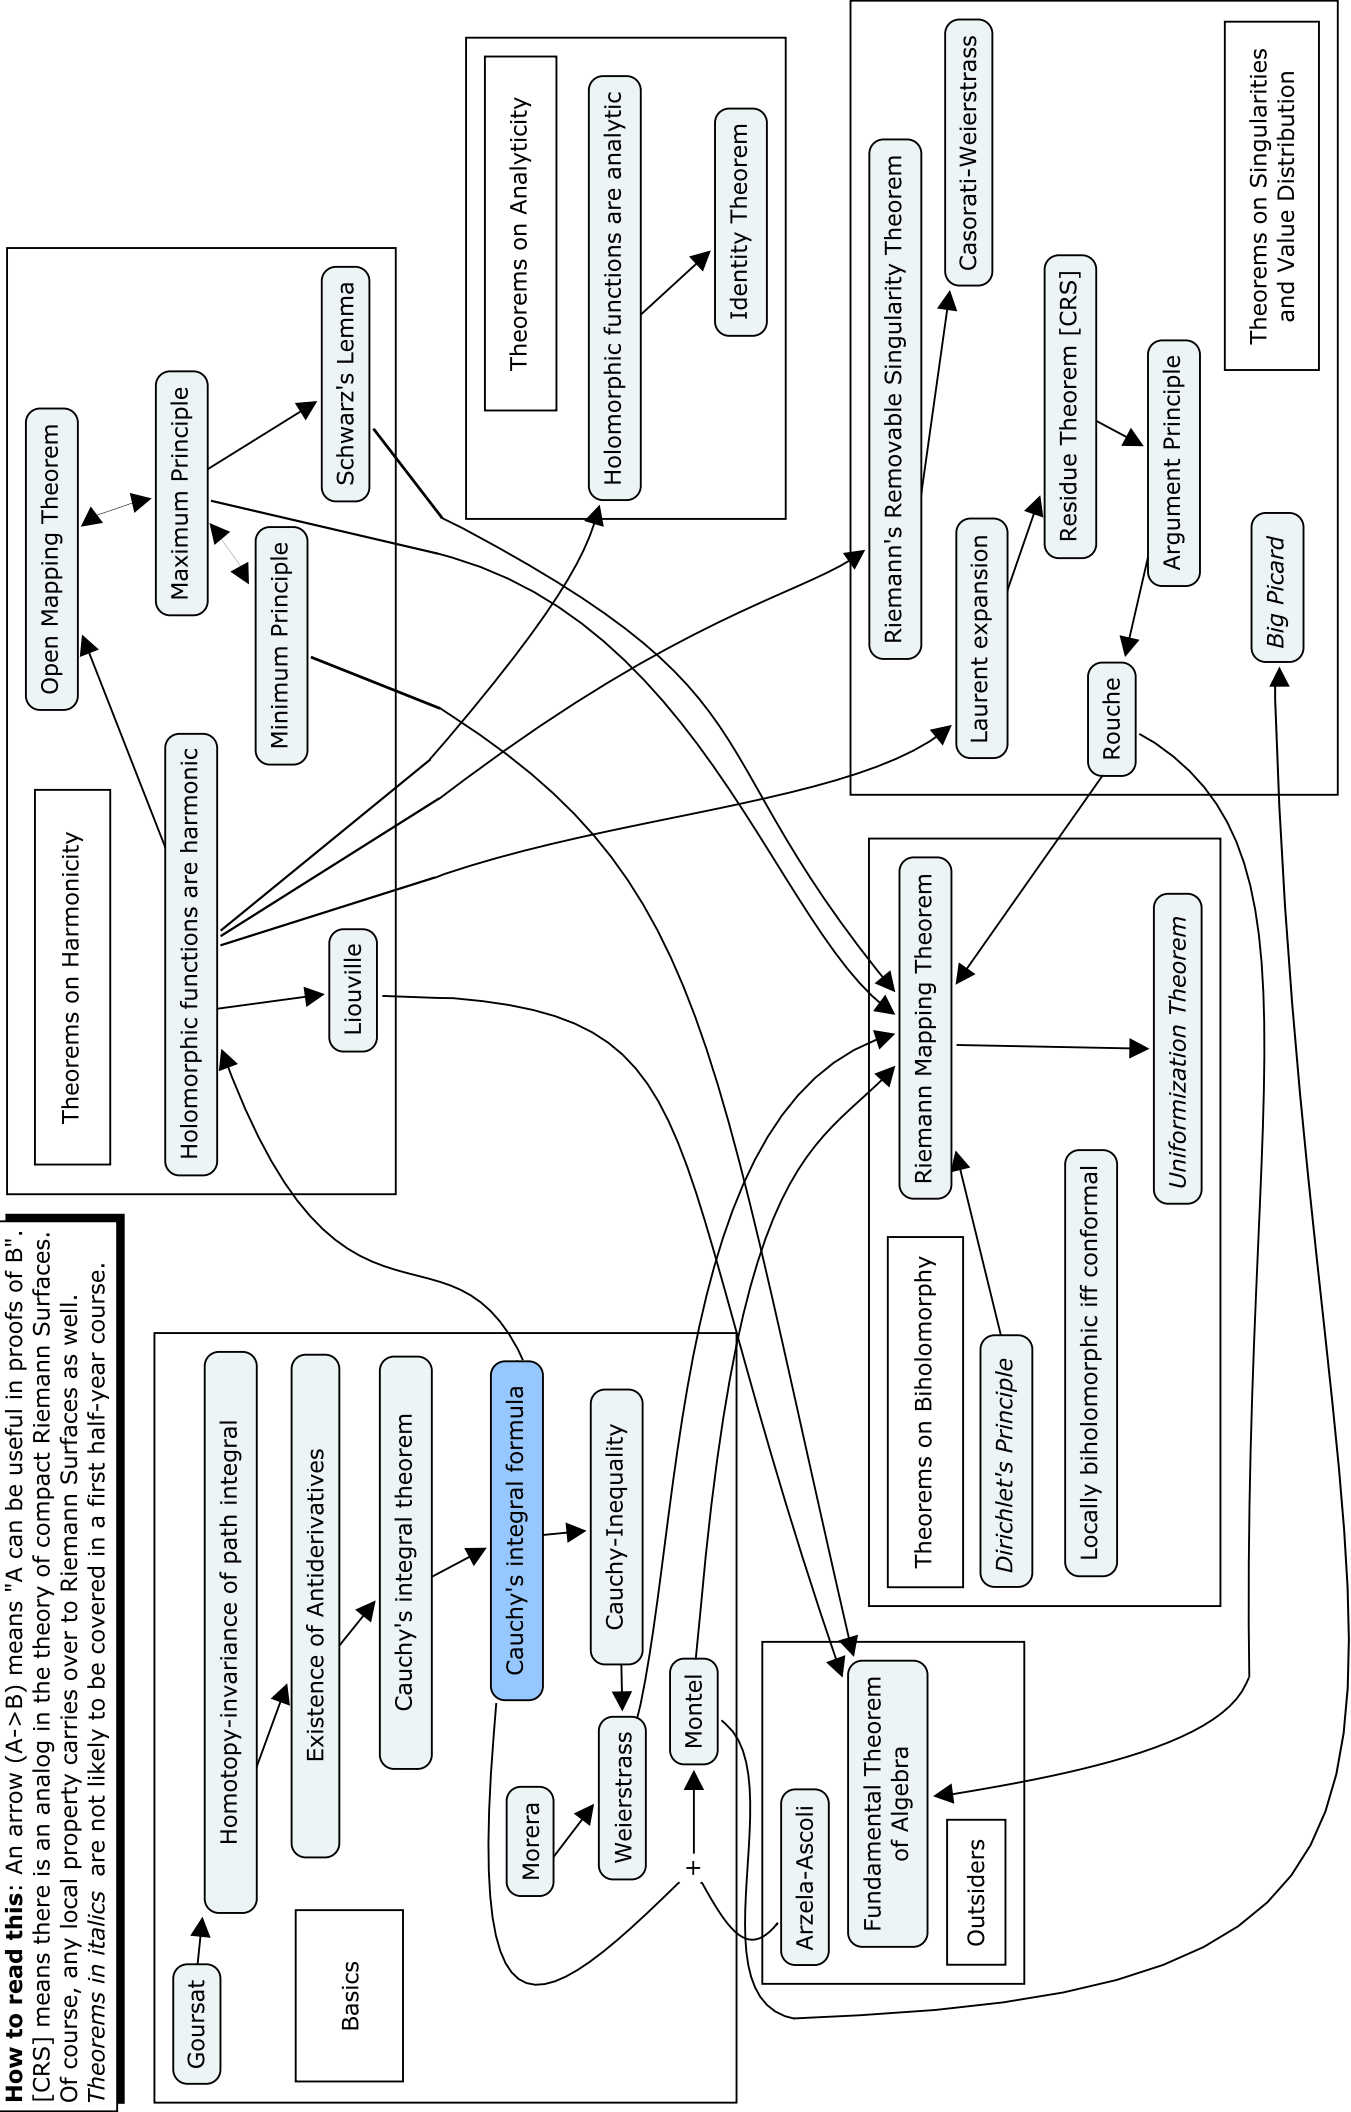 How to read this: An arrow (A->B) means "A can be useful in proofs of B".
[CRS] means there is an analog in the theory of compact Riemann Surfaces.
Of course, any local property carries over to Riemann Surfaces as well.
Theorems in italics are not likely to be covered in a first half-year course.
Theorems on Harmonicity
Open Mapping Theorem
Maximum Principle
Holomorphic functions are harmonic
Minimum Principle
Schwarz's Lemma
Liouville
Theorems on Analyticity
Holomorphic functions are analytic
Identity Theorem
Goursat
Homotopy-invariance of path integral
Existence of Antiderivatives
Basics
Cauchy's integral theorem
Cauchy's integral formula
Cauchy-Inequality
Morera
Weierstrass
Montel
+
Arzela-Ascoli
Fundamental Theorem
of Algebra
Outsiders
Riemann Mapping Theorem
Theorems on Biholomorphy
Dirichlet's Principle
Locally biholomorphic iff conformal
Uniformization Theorem
Riemann's Removable Singularity Theorem
Casorati-Weierstrass
Laurent expansion
Residue Theorem [CRS]
Argument Principle
Rouche
Big Picard
Theorems on Singularities
and Value Distribution